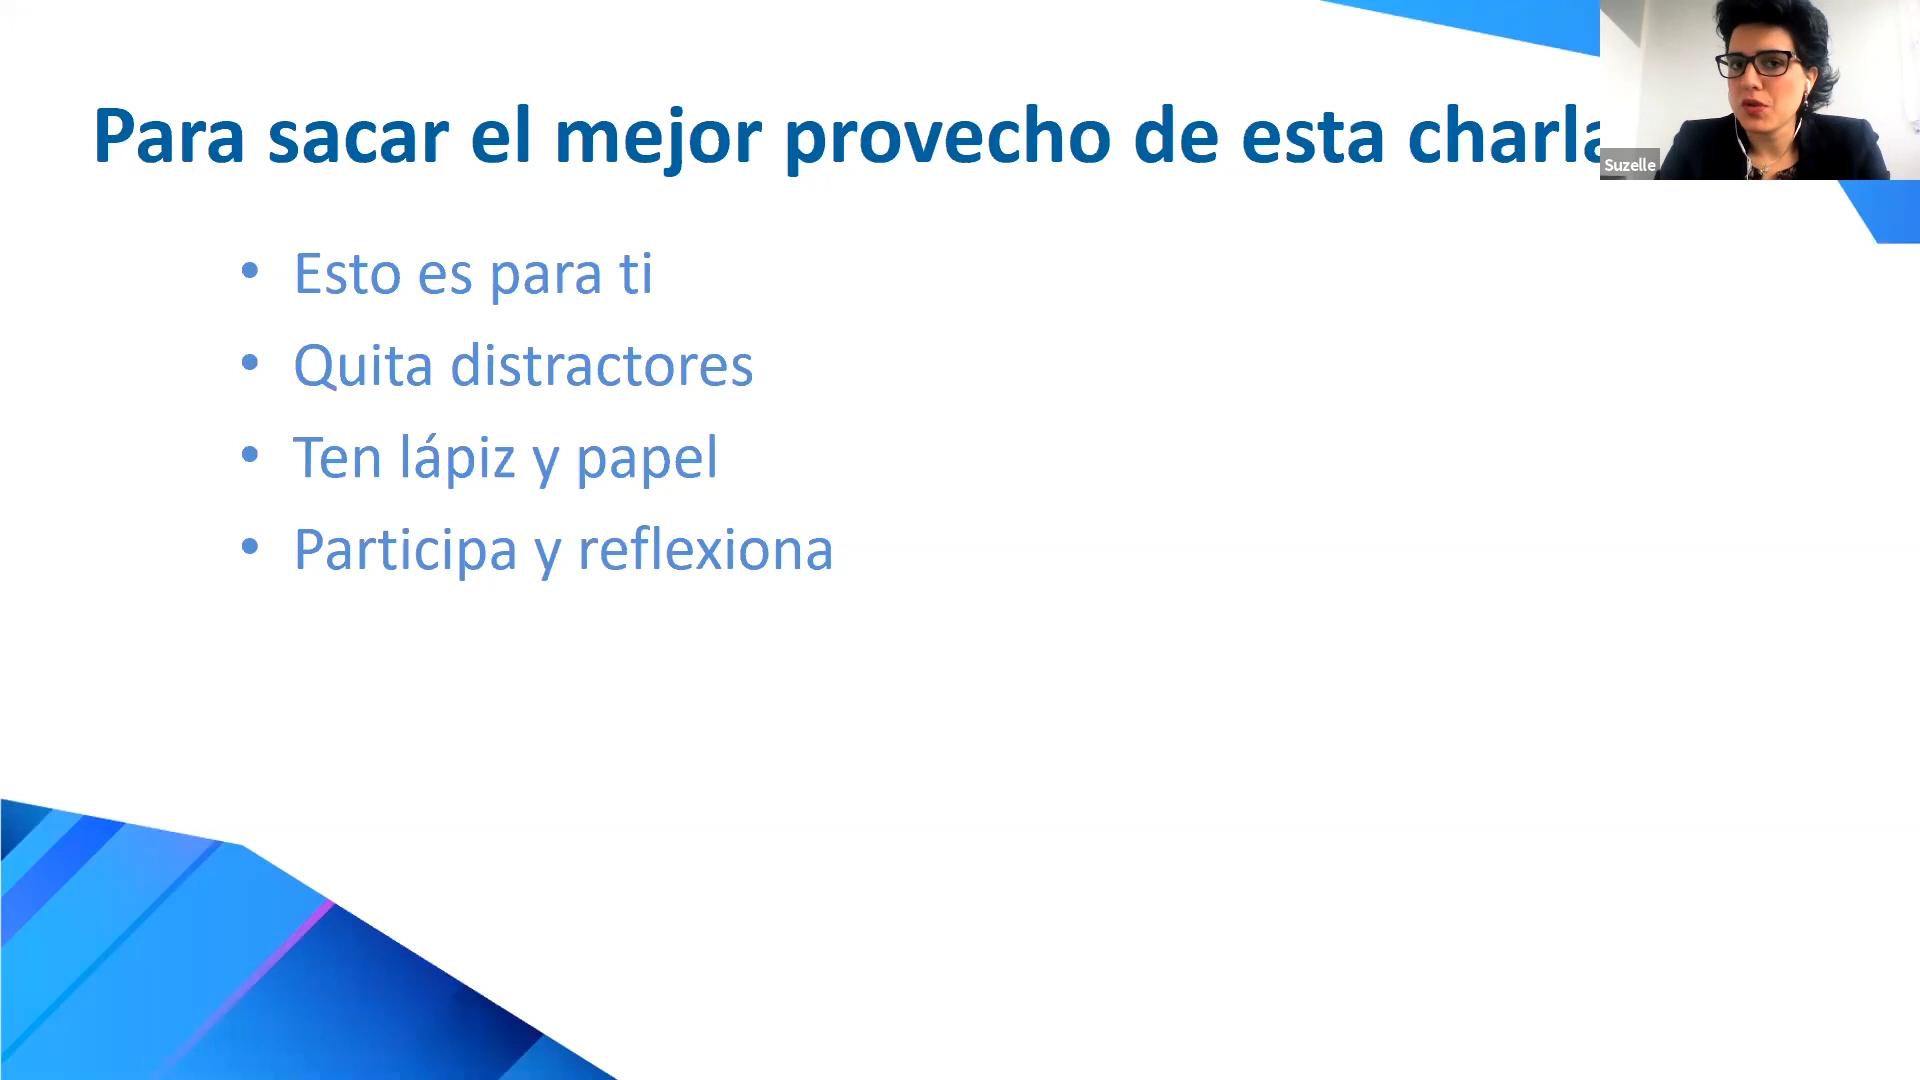 Para sacar el mejor provecho de esta charla
Suzelle
• Esto es para ti
• Quita distractores
• Ten lápiz y papel
• Participa y reflexiona